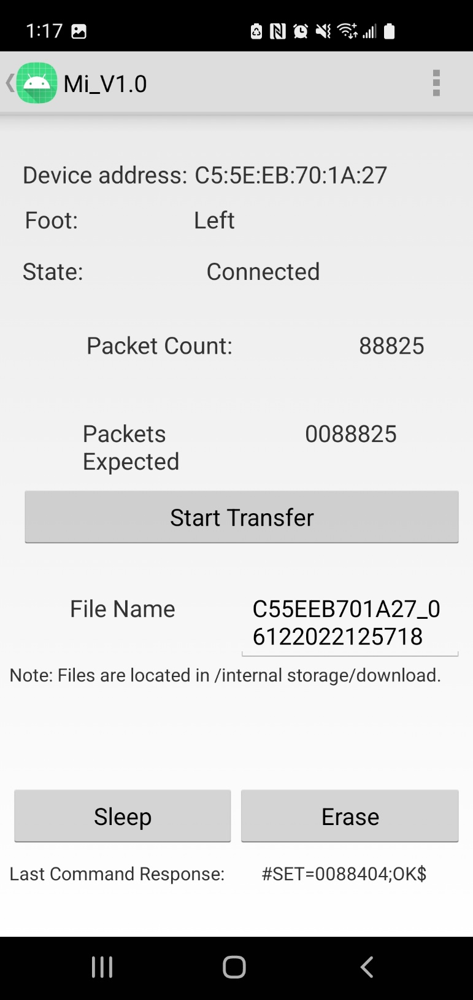 1:17
Mi_V1.0
Device address: C5:5E:EB:70:1A:27
Foot: Left
State: Connected
Packet Count: 88825
Packets 0088825
Expected
Start Transfer
File Name C55EEB701A27_0
6122022125718
Note: Files are located in /internal storage/download.
Sleep Erase
Last Command Response: #SET=0088404;OK$